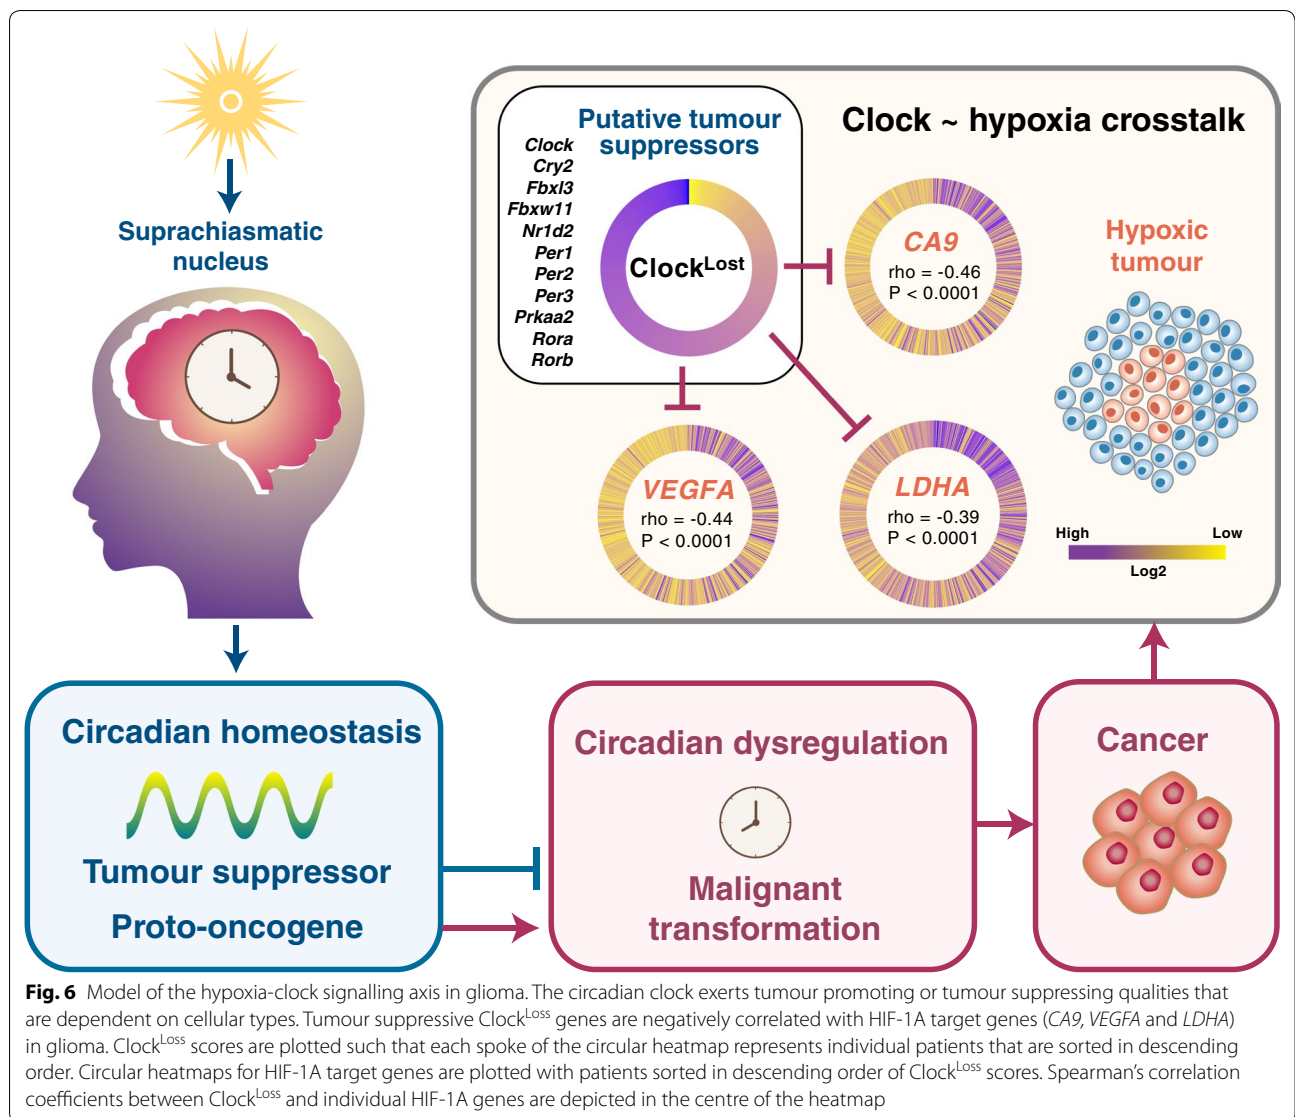 Suprachiasmatic
nucleus
Putative tumour
suppressors
Clock
Cry2
Fbxl3
Fbxw11
Nr1d2
Per1
Per2
Per3
Prkaa2
Rora
Rorb
ClockLost
Clock ~ hypoxia crosstalk
CA9
rho = -0.46
P < 0.0001
Hypoxic
tumour
VEGFA
rho = -0.44
P < 0.0001
LDHA
rho = -0.39
P < 0.0001
High Low
Log2
Circadian homeostasis
Tumour suppressor
Proto-oncogene
Circadian dysregulation
Malignant
transformation
Cancer
Fig. 6 Model of the hypoxia-clock signalling axis in glioma. The circadian clock exerts tumour promoting or tumour suppressing qualities that
are dependent on cellular types. Tumour suppressive ClockLoss genes are negatively correlated with HIF-1A target genes (CA9, VEGFA and LDHA)
in glioma. ClockLoss scores are plotted such that each spoke of the circular heatmap represents individual patients that are sorted in descending
order. Circular heatmaps for HIF-1A target genes are plotted with patients sorted in descending order of ClockLoss scores. Spearman's correlation
coefficients between ClockLoss and individual HIF-1A genes are depicted in the centre of the heatmap